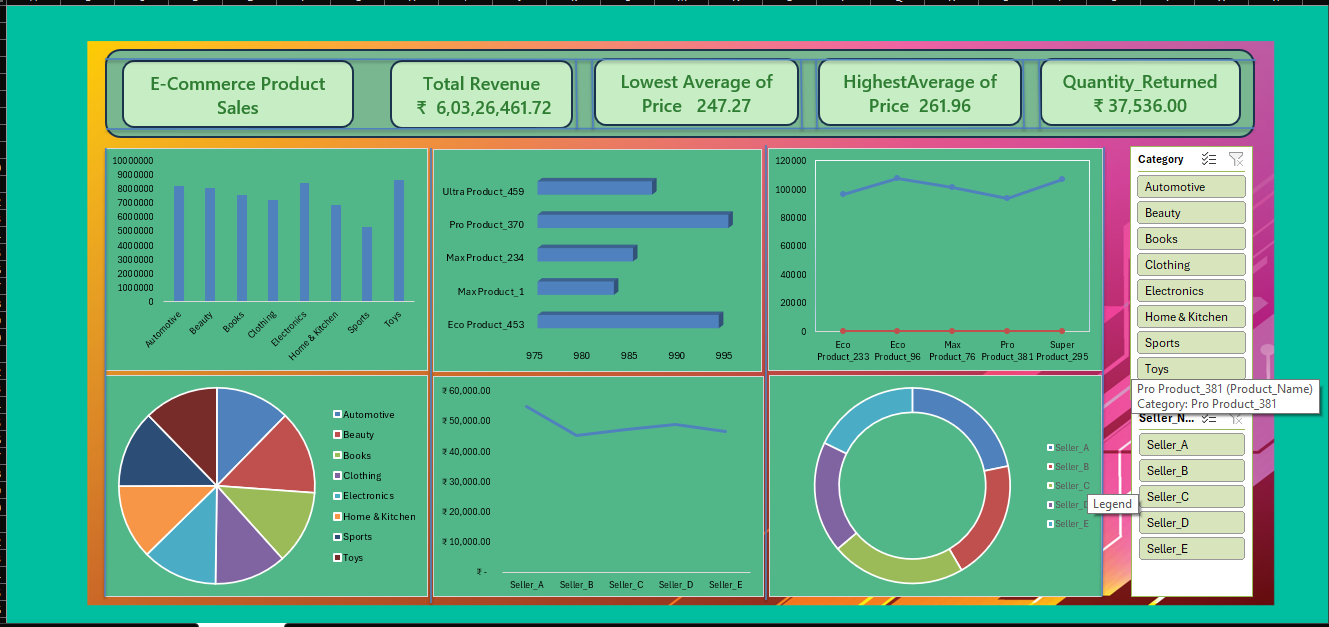 E-Commerce Product
Sales
Total Revenue
₹ 6,03,26,461.72
Lowest Average of
Price 247.27
HighestAverage of
Price 261.96
Quantity_Returned
₹ 37,536.00
10000000
9000000
8000000
7000000
6000000
5000000
4000000
3000000
2000000
1000000
0
Automotive
Beauty
Books
Clothing
Electronics
Home & Kitchen
Sports
Toys
Ultra Product_459
Pro Product_370
Max Product_234
Max Product_1
Eco Product_453
975 980 985 990 995
120000
100000
80000
60000
40000
20000
0
Eco Eco Max Pro Super
Product_233 Product_96 Product_76 Product_381 Product_295
Category
Automotive
Beauty
Books
Clothing
Electronics
Home & Kitchen
Sports
Toys
Pro Product_381 (Product_Name)
Category: Pro Product_381
Seller_N...
Seller_A
Seller_B
Seller_C
Seller_D
Seller_E
Automotive
Beauty
Books
Clothing
Electronics
Home & Kitchen
Sports
Toys
₹ 60,000.00
₹ 50,000.00
₹ 40,000.00
₹ 30,000.00
₹ 20,000.00
₹ 10,000.00
₹ -
Seller_A Seller_B Seller_C Seller_D Seller_E
Seller_A
Seller_B
Seller_C
Seller_E
Legend